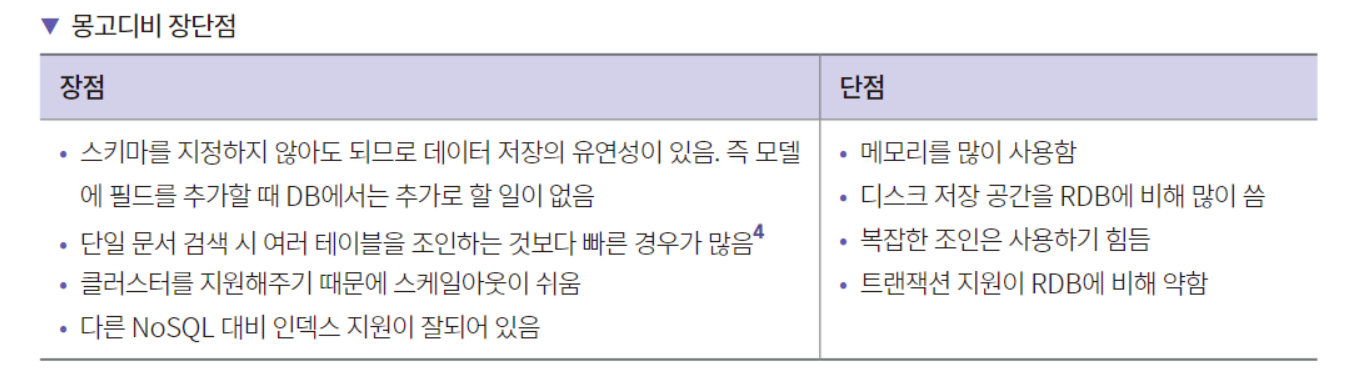 ▼ 몽고디비 장단점
장점
단점
• 스키마를 지정하지 않아도 되므로 데이터 저장의 유연성이 있음. 즉 모델
에 필드를 추가할 때 DB에서는 추가로 할 일이 없음
• 단일 문서 검색 시 여러 테이블을 조인하는 것보다 빠른 경우가 많음4
• 클러스터를 지원해주기 때문에 스케일아웃이 쉬움
• 다른 NoSQL 대비 인덱스 지원이 잘되어 있음
• 메모리를 많이 사용함
• 디스크 저장 공간을 RDB에 비해 많이 씀
• 복잡한 조인은 사용하기 힘듬
• 트랜잭션 지원이 RDB에 비해 약함